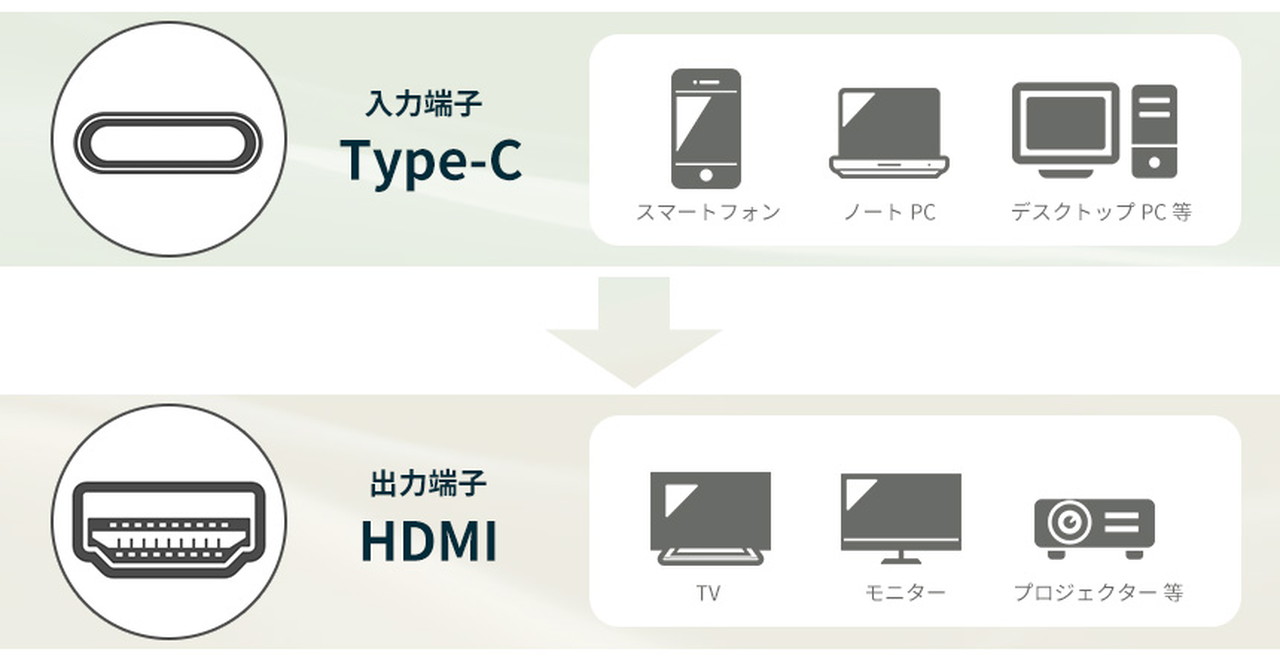 入力端子
Type-C
スマートフォン
ノート PC
デスクトップ PC 等
出力端子
HDMI
TV
モニター
プロジェクター 等